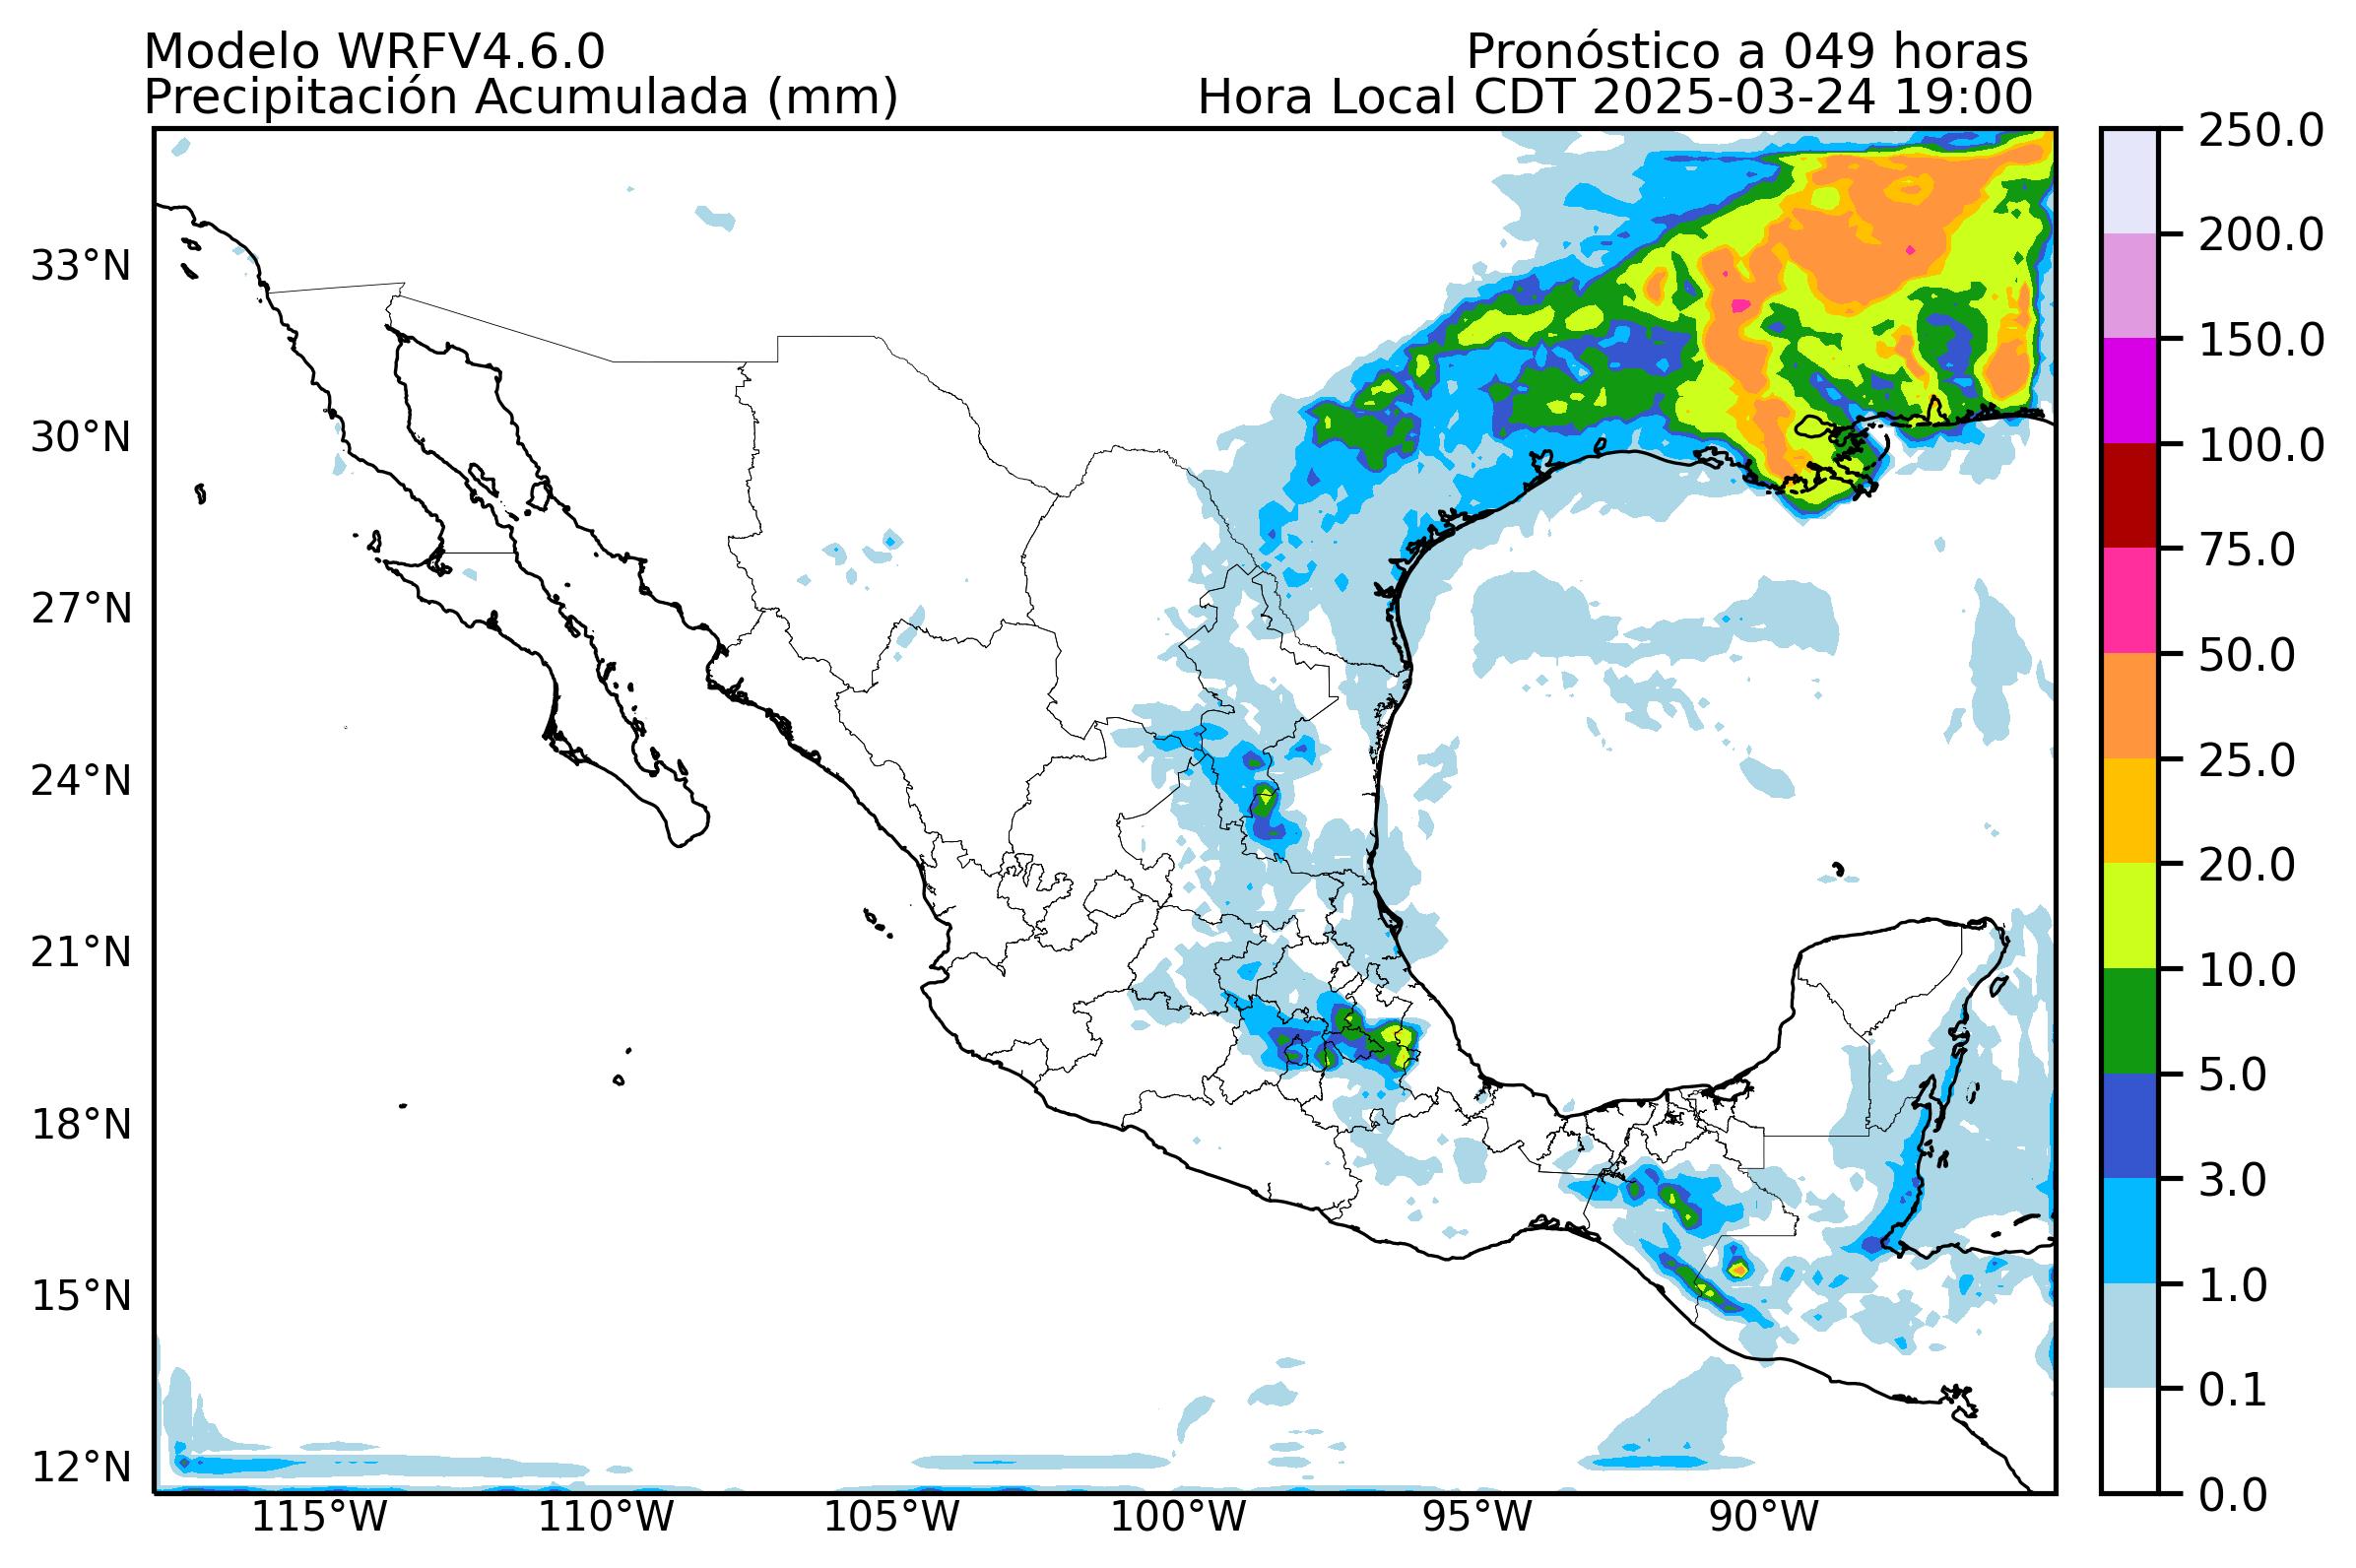 Modelo WRFV4.6.0
Pronóstico a 049 horas
Precipitación Acumulada (mm)
Hora Local CDT 2025-03-24 19:00
250.0
200.0
150.0
100.0
75.0
50.0
25.0
20.0
10.0
5.0
3.0
1.0
0.1
0.0
33°N
30°N
27°N
24°N
21°N
18°N
15°N
12°N
115°W
110°W
105°W
100°W
95°W
90°W